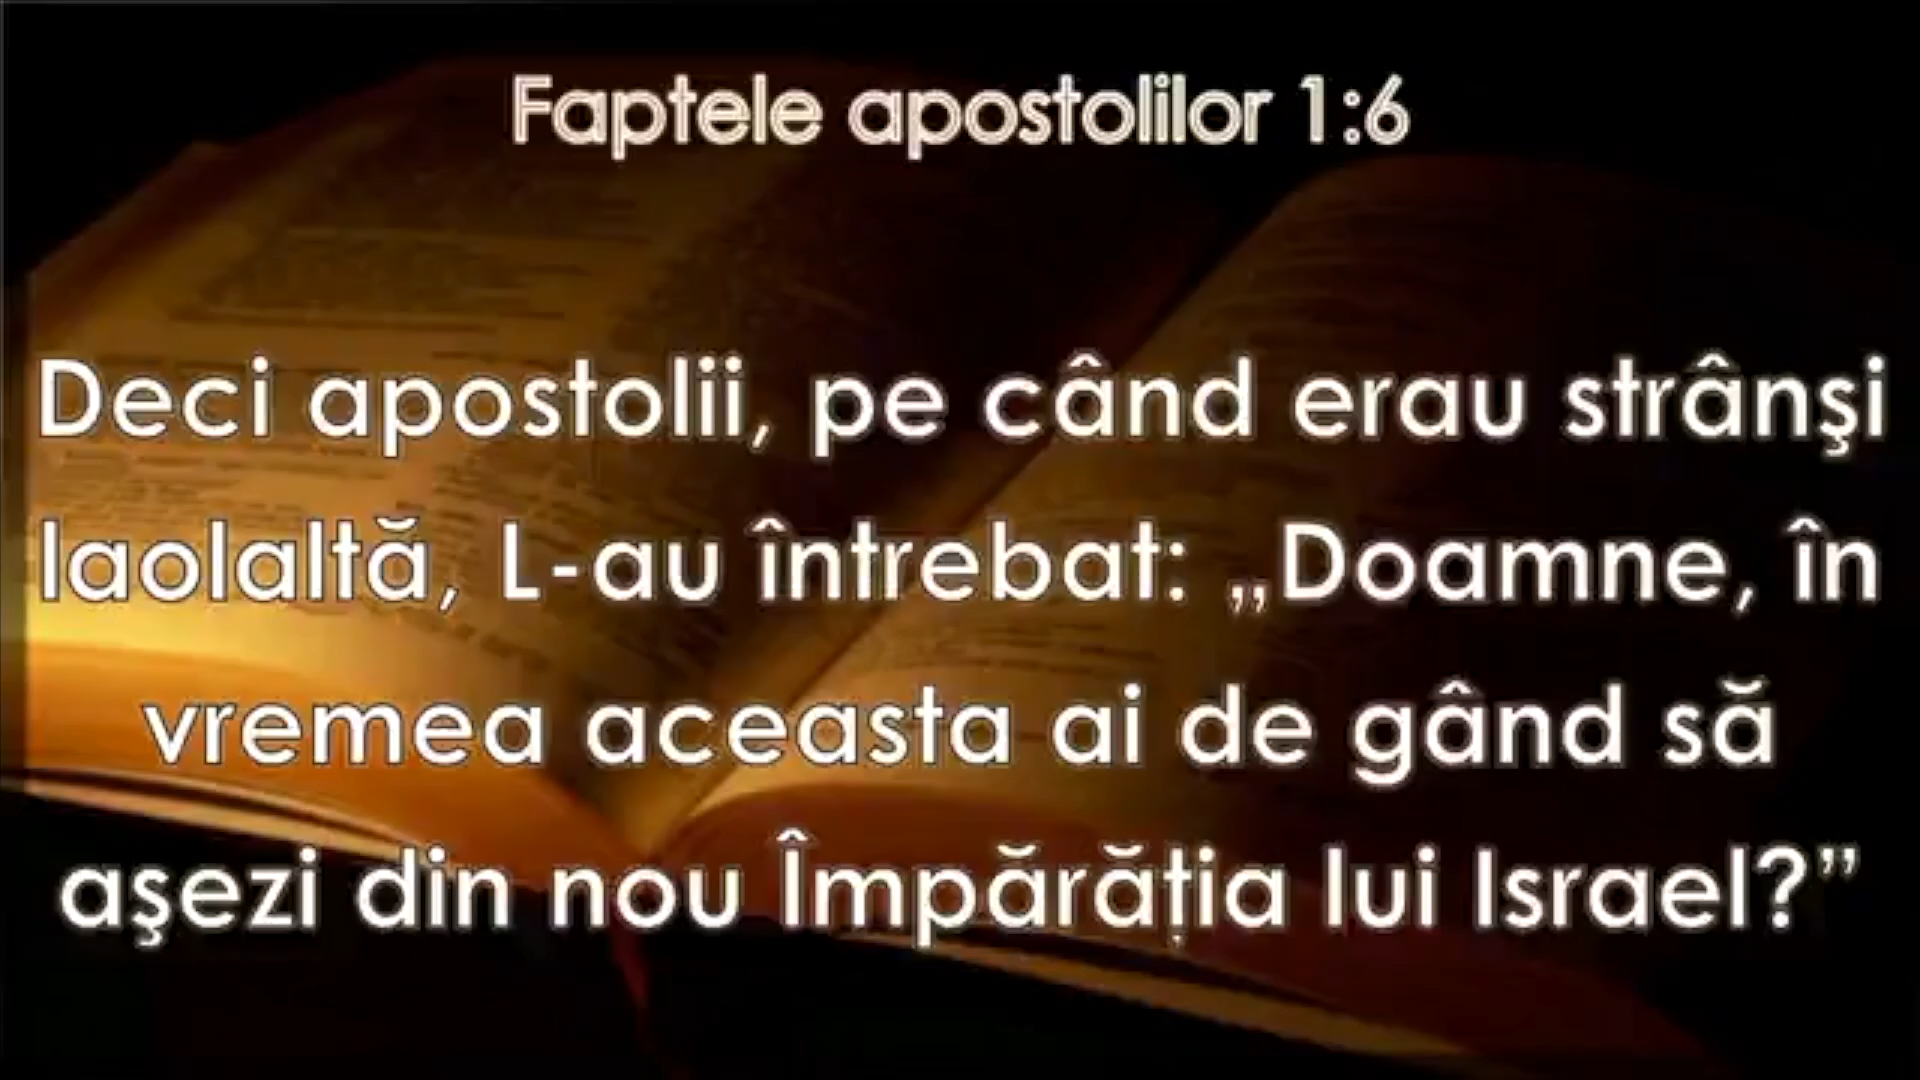 Faptele apostolilor 1:6
Deci apostolii, pe când erau strânşi
laolaltă, L-au întrebat: „Doamne, în
vremea aceasta ai de gând să
aşezi din nou Împărăţia lui Israel?”